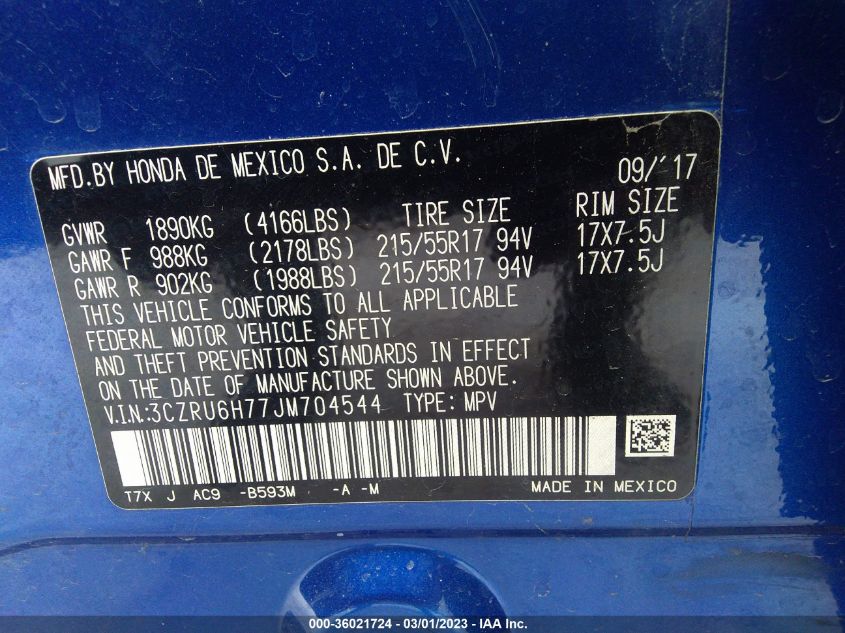 MFD.BY HONDA DE MEXICO S.A. DE C.V. 09/'17
GVWR 1890KG (4166LBS) TIRE SIZE RIM SIZE
GAWR F 988KG (2178LBS) 215/55R17 94V 17X7.5J
GAWR R 902KG (1988LBS) 215/55R17 94V 17X7.5J
THIS VEHICLE CONFORMS TO ALL APPLICABLE
FEDERAL MOTOR VEHICLE SAFETY
AND THEFT PREVENTION STANDARDS IN EFFECT
ON THE DATE OF MANUFACTURE SHOWN ABOVE.
V.I.N:3CZRU6H77JM704544 TYPE: MPV
T7X J AC9 -B593M -A -M MADE IN MEXICO
000-36021724 - 03/01/2023 - IAA Inc.